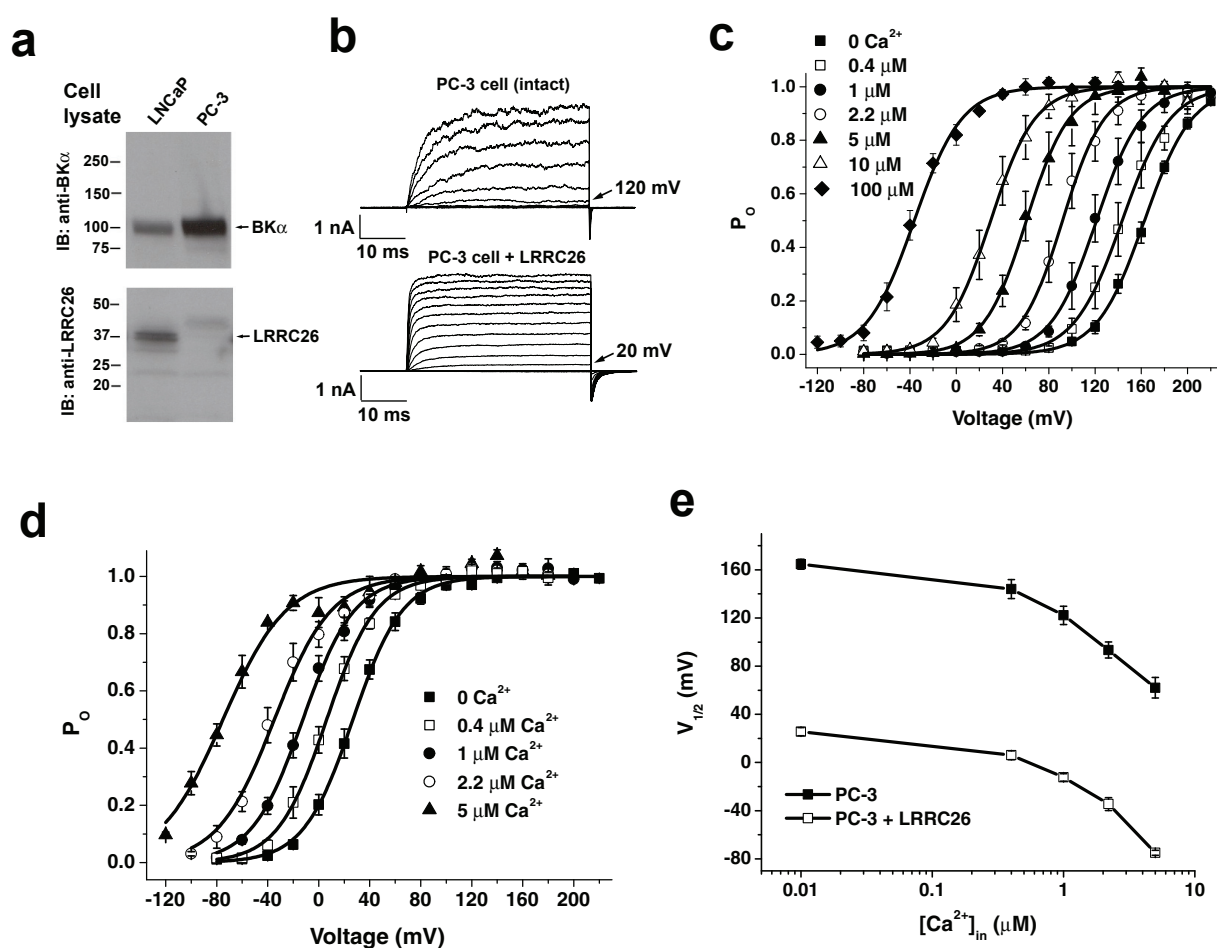 a
Cell
lysate
LNCaP
PC-3
IB: anti-BKα
250
150
100
75
BKα
IB: anti-LRRC26
50
37
25
20
LRRC26
b
PC-3 cell (intact)
120 mV
1 nA
10 ms
PC-3 cell + LRRC26
20 mV
1 nA
10 ms
c
0 Ca²⁺
0.4 μM
1 μM
2.2 μM
5 μM
10 μM
100 μM
1.0
0.8
0.6
0.4
0.2
0.0
P_O
-120 -80 -40 0 40 80 120 160 200
Voltage (mV)
d
1.0
0.8
0.6
0.4
0.2
0.0
P_O
0 Ca²⁺
0.4 μM Ca²⁺
1 μM Ca²⁺
2.2 μM Ca²⁺
5 μM Ca²⁺
-120 -80 -40 0 40 80 120 160 200
Voltage (mV)
e
160
120
80
40
0
-40
-80
V_1/2 (mV)
PC-3
PC-3 + LRRC26
0.01 0.1 1 10
[Ca²⁺]_in (μM)